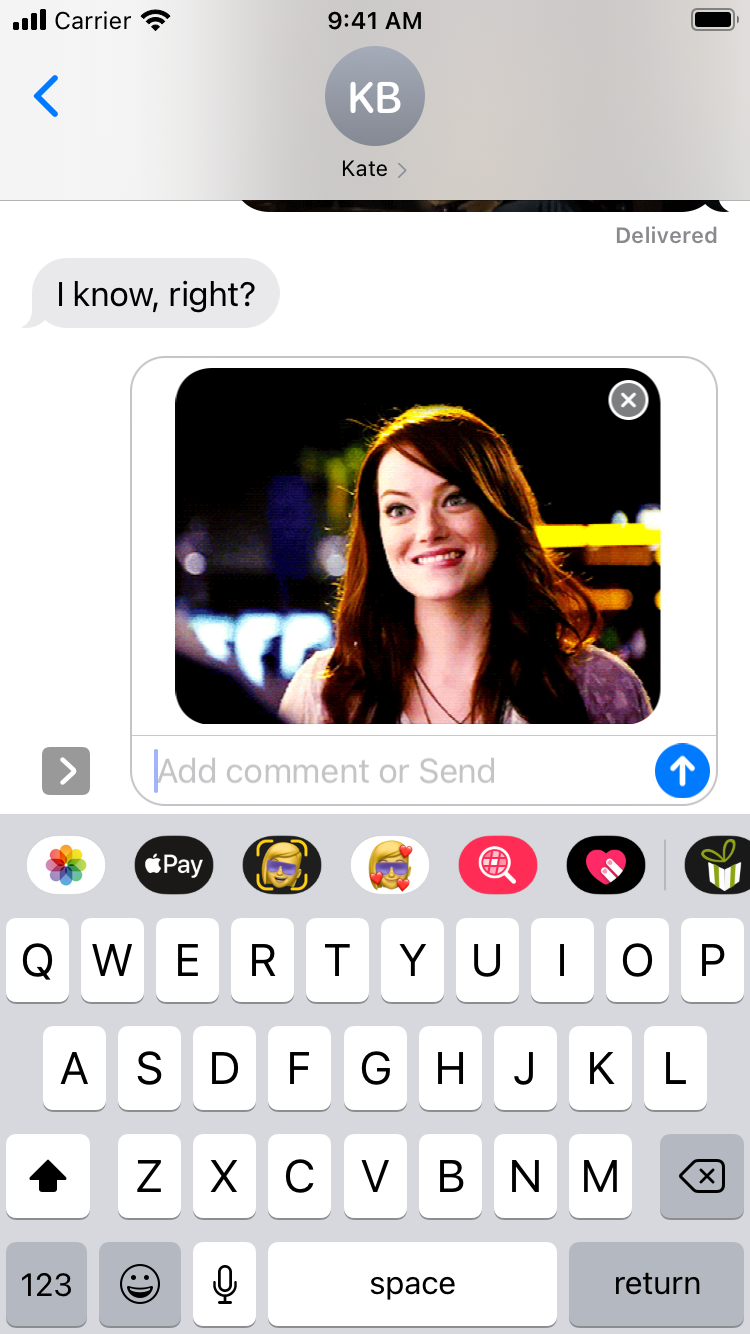 Carrier 9:41 AM
KB
Kate
Delivered
I know, right?
Add comment or Send
Pay
Q W E R T Y U I O P
A S D F G H J K L
Z X C V B N M
123 space return